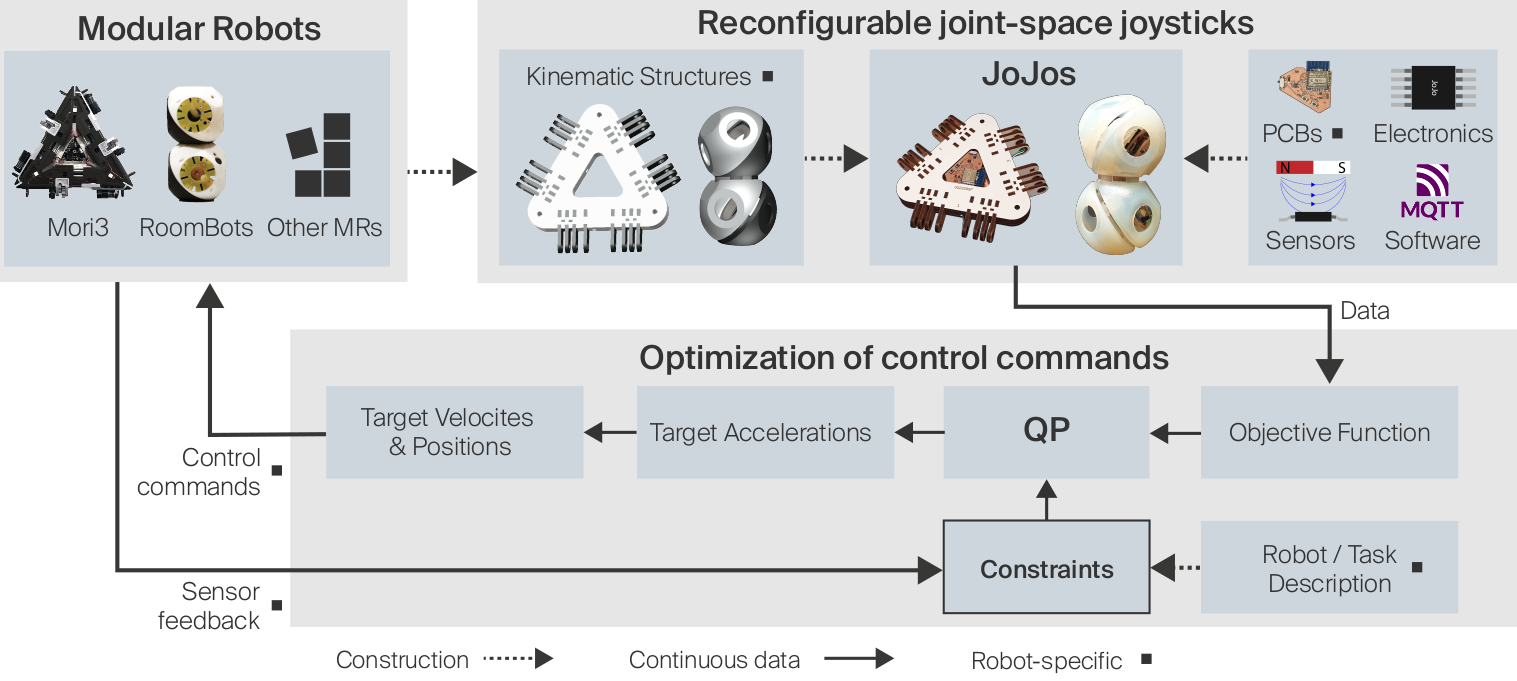 Modular Robots
Mori3
RoomBots
Other MRs
Reconfigurable joint-space joysticks
Kinematic Structures
JoJos
PCBs
JoJo
Electronics
N S
Sensors
MQTT
Software
Data
Optimization of control commands
Target Velocites
& Positions
Target Accelerations
QP
Objective Function
Control
commands
Constraints
Robot / Task
Description
Sensor
feedback
Construction
Continuous data
Robot-specific